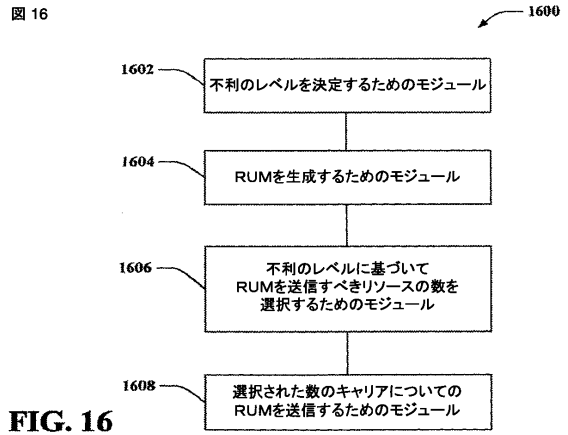 図 16
1600
1602
不利のレベルを決定するためのモジュール
1604
RUMを生成するためのモジュール
1606
不利のレベルに基づいて
RUMを送信すべきリソースの数を
選択するためのモジュール
1608
選択された数のキャリアについての
RUMを送信するためのモジュール
FIG. 16